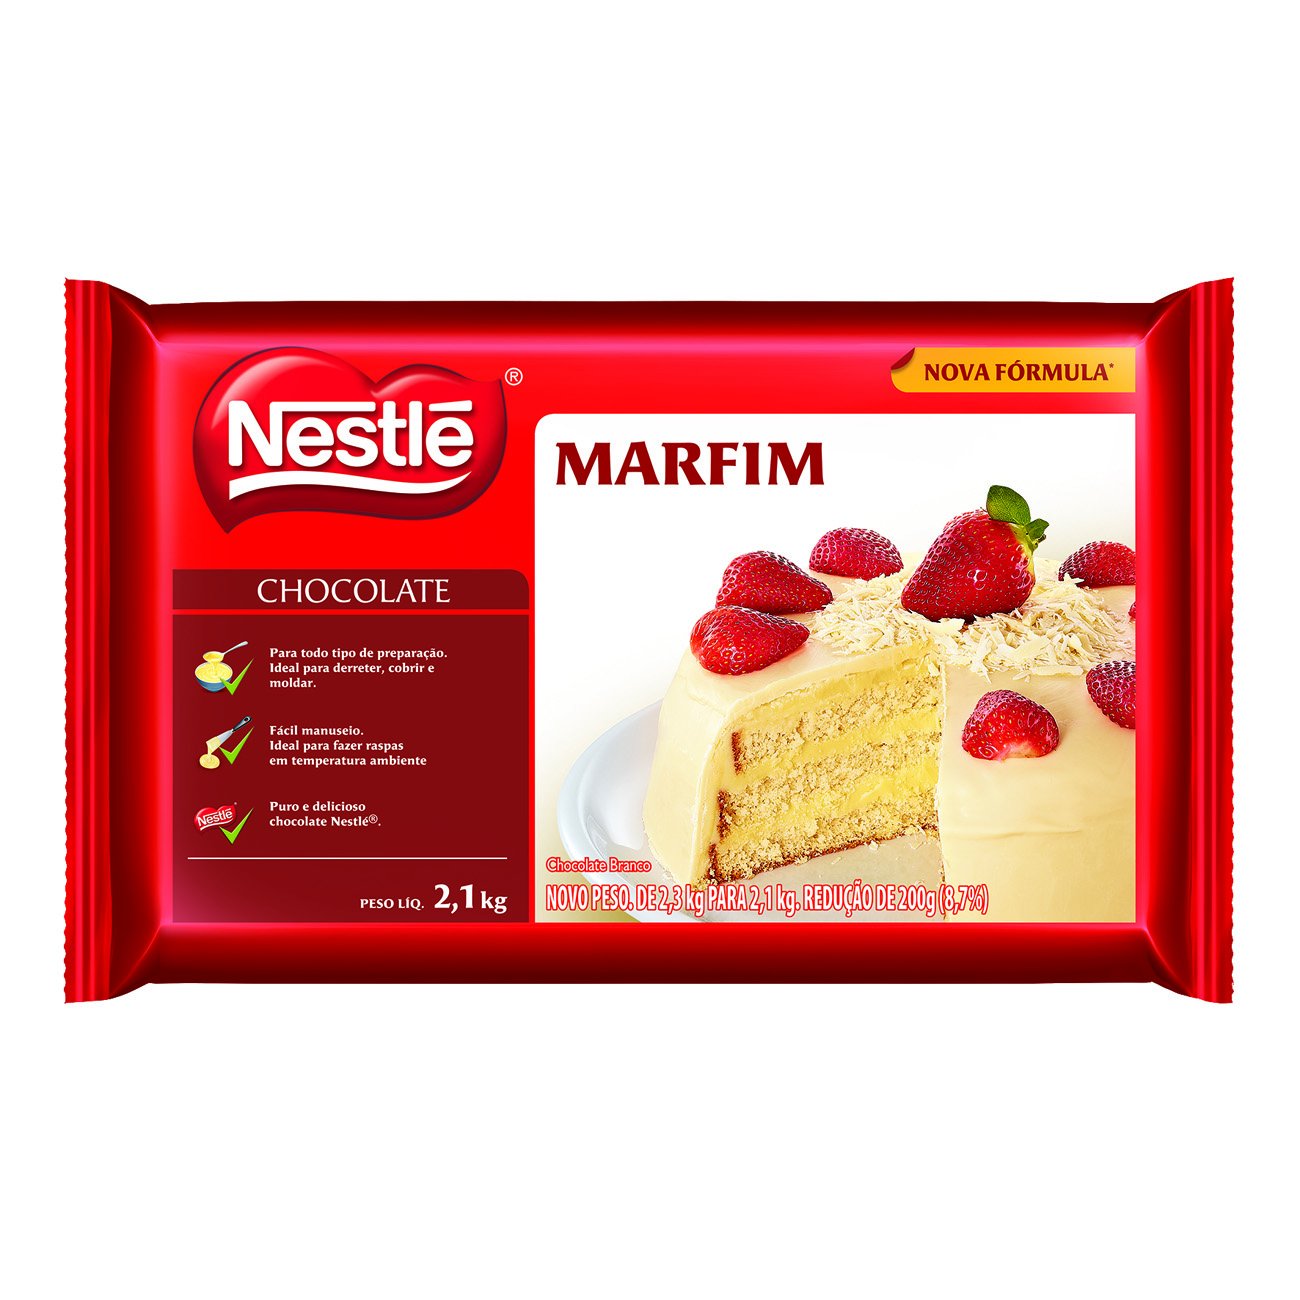 Nestlé®
NOVA FÓRMULA*
MARFIM
CHOCOLATE
Para todo tipo de preparação.
Ideal para derreter, cobrir e
moldar.
Fácil manuseio.
Ideal para fazer raspas
em temperatura ambiente
Nestlé
Puro e delicioso
chocolate Nestlé®.
PESO LÍQ. 2,1 kg
Chocolate Branco
NOVO PESO. DE 2,3 kg PARA 2,1 kg. REDUÇÃO DE 200g (8,7%)